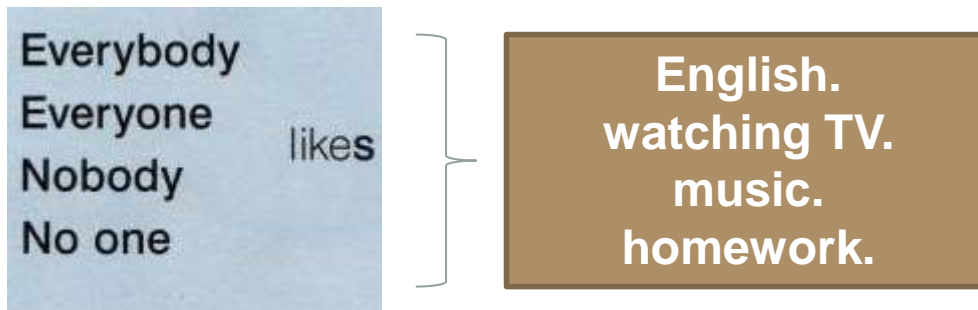 Everybody
Everyone
likes
Nobody
No one
English.
watching TV.
music.
homework.